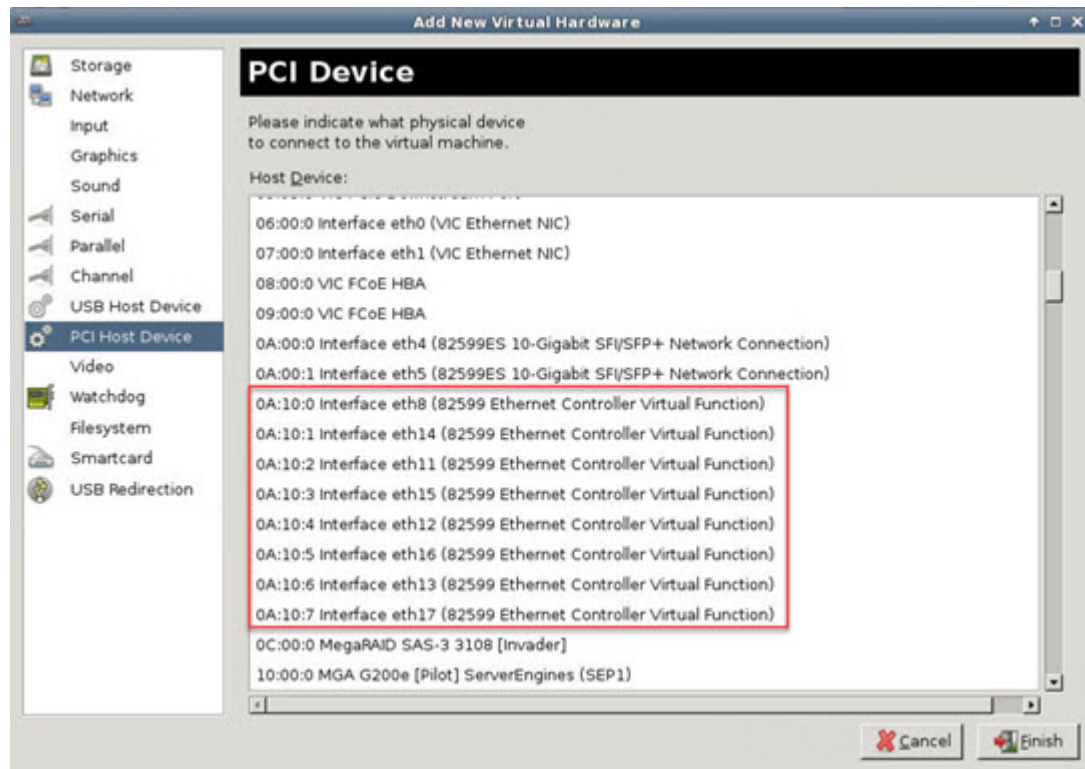 Add New Virtual Hardware
Storage
Network
Input
Graphics
Sound
Serial
Parallel
Channel
USB Host Device
PCI Host Device
Video
Watchdog
Filesystem
Smartcard
USB Redirection
PCI Device
Please indicate what physical device
to connect to the virtual machine.
Host Device:
06:00:0 Interface eth0 (VIC Ethernet NIC)
07:00:0 Interface eth1 (VIC Ethernet NIC)
08:00:0 VIC FCoE HBA
09:00:0 VIC FCoE HBA
0A:00:0 Interface eth4 (82599ES 10-Gigabit SFI/SFP+ Network Connection)
0A:00:1 Interface eth5 (82599ES 10-Gigabit SFI/SFP+ Network Connection)
0A:10:0 Interface eth8 (82599 Ethernet Controller Virtual Function)
0A:10:1 Interface eth14 (82599 Ethernet Controller Virtual Function)
0A:10:2 Interface eth11 (82599 Ethernet Controller Virtual Function)
0A:10:3 Interface eth15 (82599 Ethernet Controller Virtual Function)
0A:10:4 Interface eth12 (82599 Ethernet Controller Virtual Function)
0A:10:5 Interface eth16 (82599 Ethernet Controller Virtual Function)
0A:10:6 Interface eth13 (82599 Ethernet Controller Virtual Function)
0A:10:7 Interface eth17 (82599 Ethernet Controller Virtual Function)
0C:00:0 MegaRAID SAS-3 3108 [Invader]
10:00:0 MGA G200e [Pilot] ServerEngines (SEP1)
Cancel
Finish